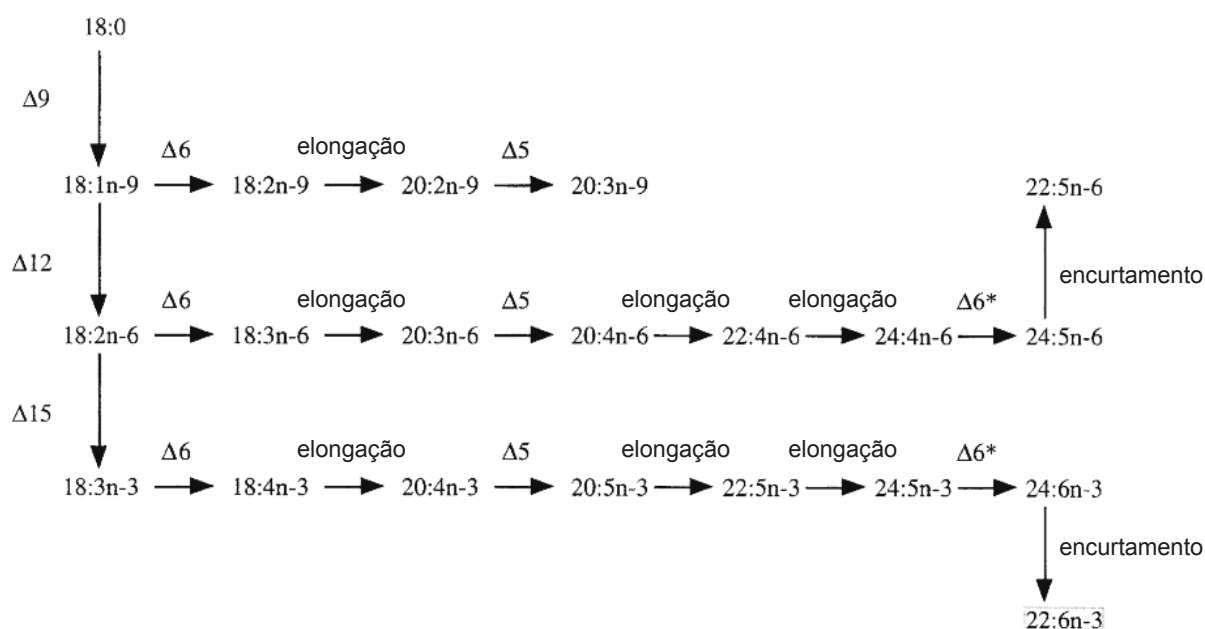 18:0
Δ9
Δ6 elongação Δ5
18:1n-9 18:2n-9 20:2n-9 20:3n-9 22:5n-6
Δ12 encurtamento
Δ6 elongação Δ5 elongação elongação Δ6*
18:2n-6 18:3n-6 20:3n-6 20:4n-6 22:4n-6 24:4n-6 24:5n-6
Δ15
Δ6 elongação Δ5 elongação elongação Δ6*
18:3n-3 18:4n-3 20:4n-3 20:5n-3 22:5n-3 24:5n-3 24:6n-3
encurtamento
22:6n-3